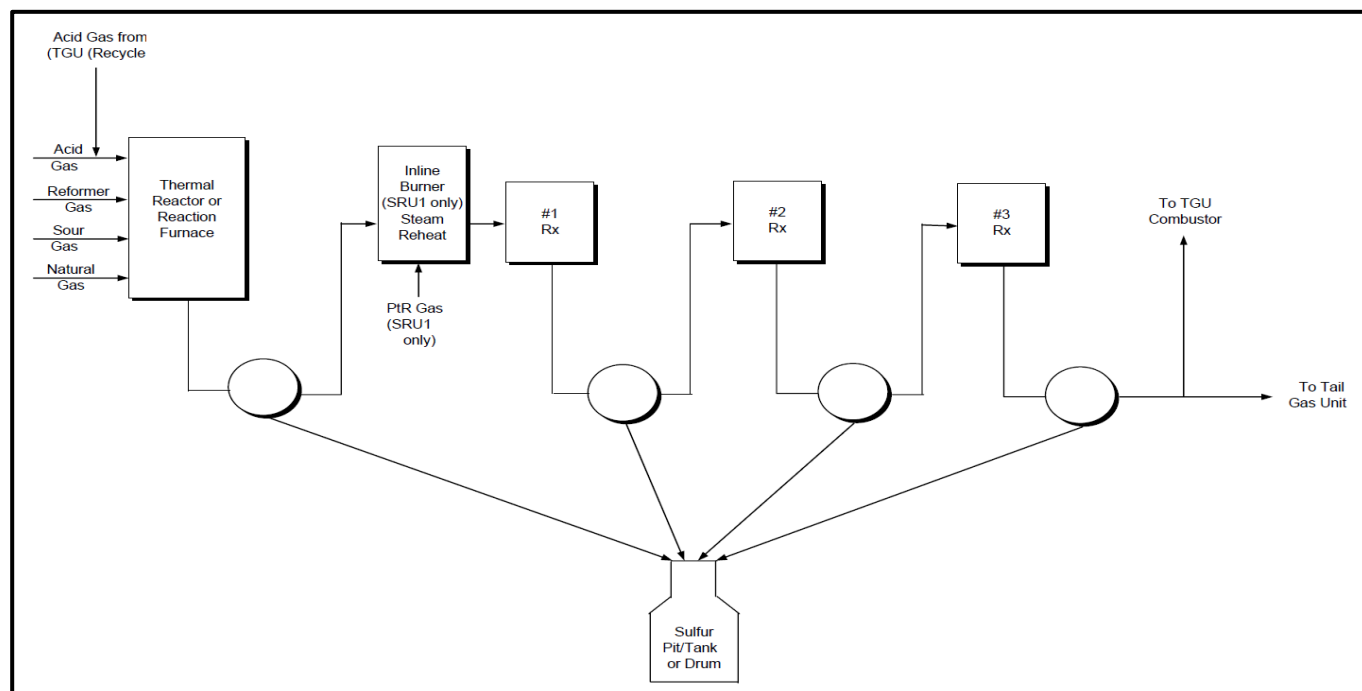 Acid Gas from
(TGU (Recycle
Acid
Gas
Reformer
Gas
Sour
Gas
Natural
Gas
Thermal
Reactor or
Reaction
Furnace
Inline
Burner
(SRU1 only)
Steam
Reheat
PtR Gas
(SRU1
only)
#1
Rx
#2
Rx
#3
Rx
To TGU
Combustor
To Tail
Gas Unit
Sulfur
Pit/Tank
or Drum